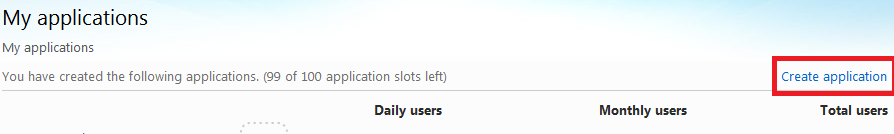 My applications
My applications
You have created the following applications. (99 of 100 application slots left) Create application
Daily users Monthly users Total users